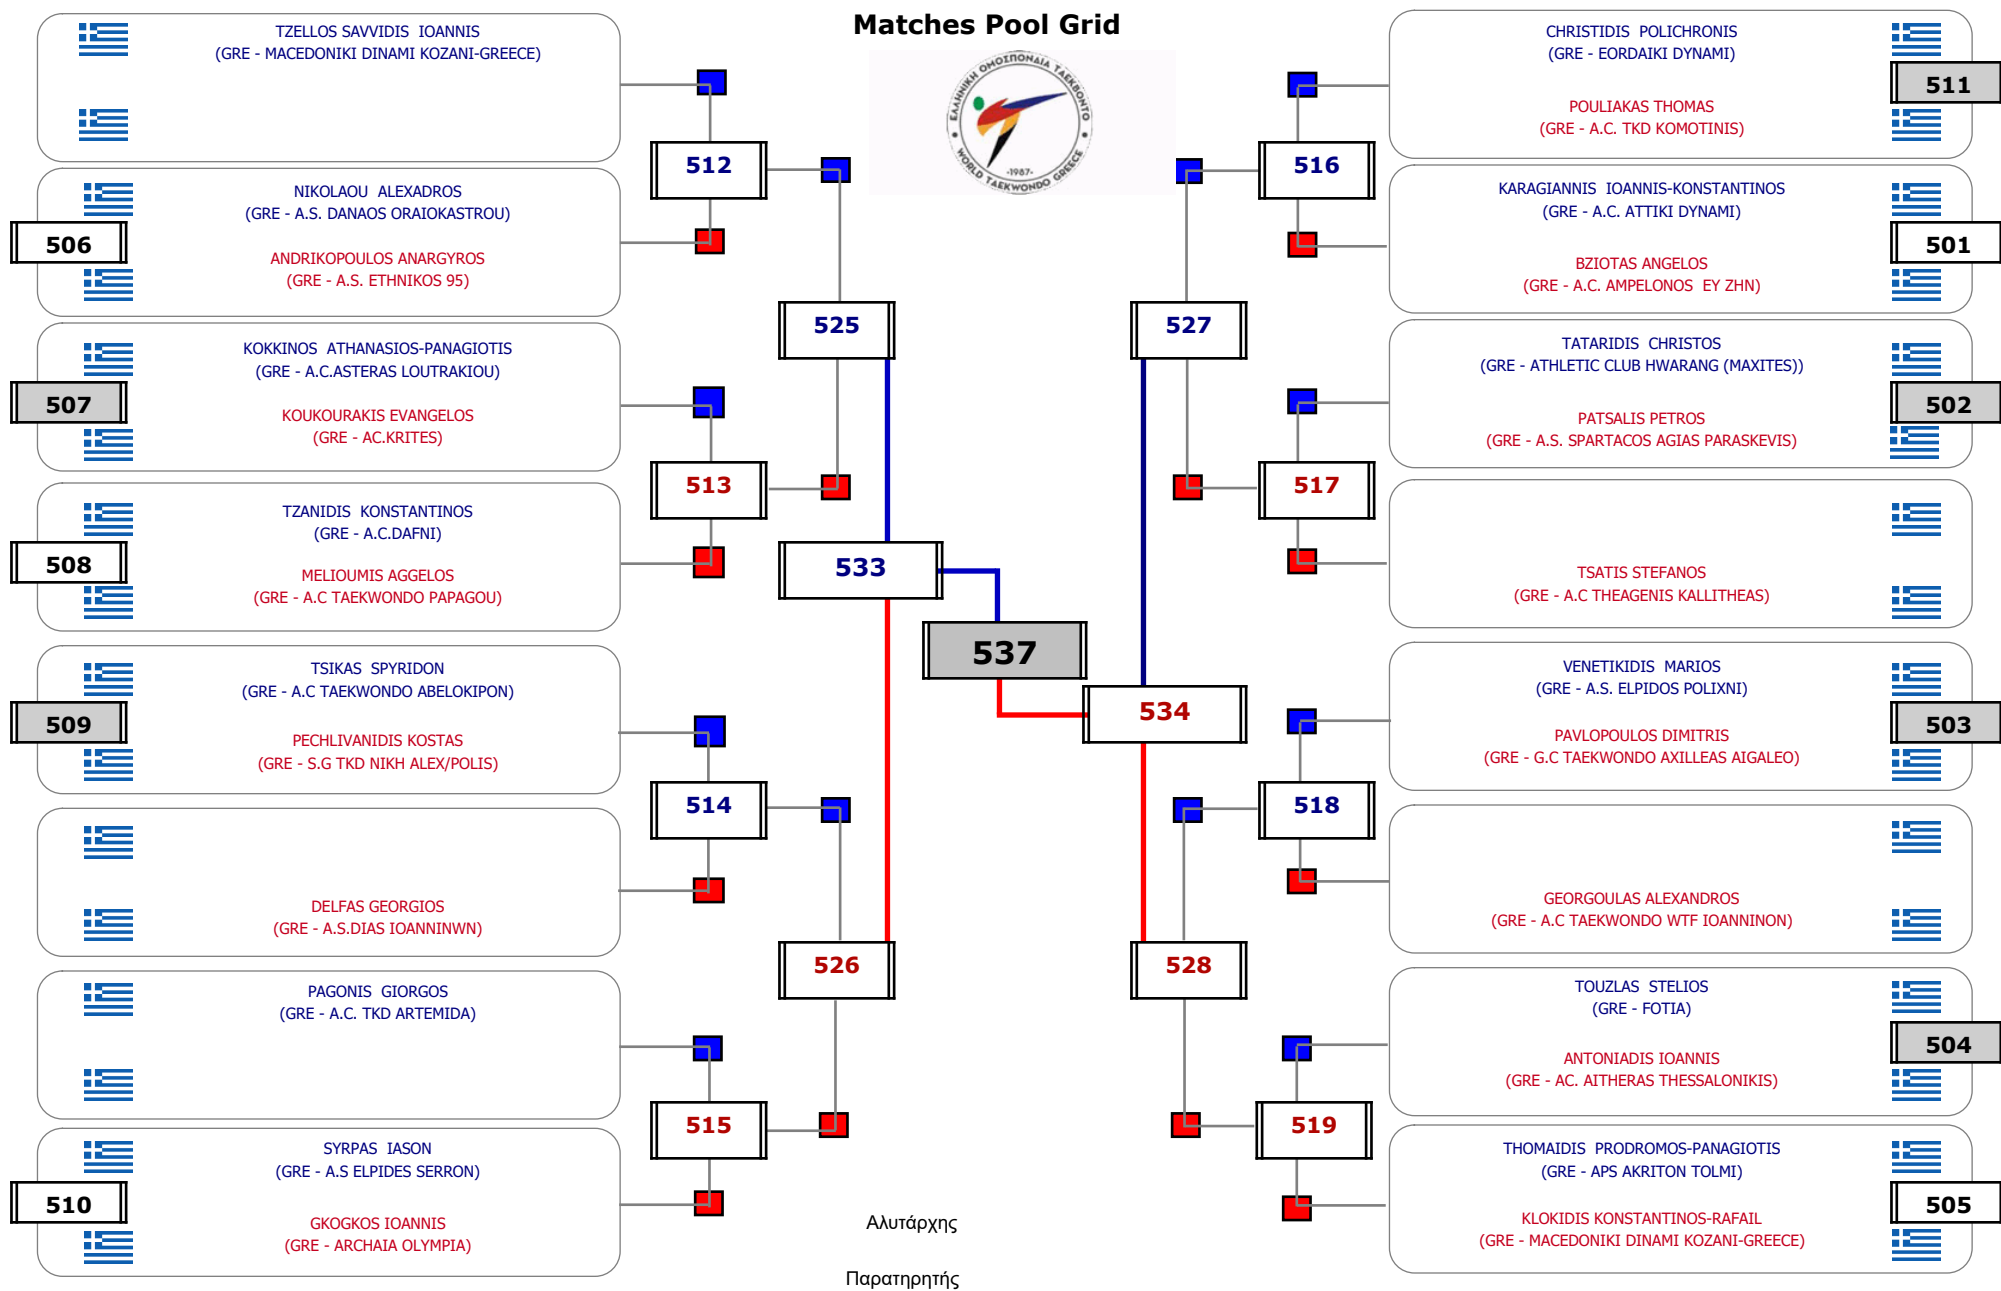 Matches Pool Grid
ΕΛΛΗΝΙΚΗ ΟΜΟΣΠΟΝΔΙΑ ΤΑΕΚΒΟΝΤΟ
-1987-
WORLD TAEKWONDO GREECE
TZELLOS SAVVIDIS IOANNIS
(GRE - MACEDONIKI DINAMI KOZANI-GREECE)
506
NIKOLAOU ALEXADROS
(GRE - A.S. DANAOS ORAIOKASTROU)
ANDRIKOPOULOS ANARGYROS
(GRE - A.S. ETHNIKOS 95)
507
KOKKINOS ATHANASIOS-PANAGIOTIS
(GRE - A.C.ASTERAS LOUTRAKIOU)
KOUKOURAKIS EVANGELOS
(GRE - AC.KRITES)
508
TZANIDIS KONSTANTINOS
(GRE - A.C.DAFNI)
MELIOUMIS AGGELOS
(GRE - A.C TAEKWONDO PAPAGOU)
509
TSIKAS SPYRIDON
(GRE - A.C TAEKWONDO ABELOKIPON)
PECHLIVANIDIS KOSTAS
(GRE - S.G TKD NIKH ALEX/POLIS)
DELFAS GEORGIOS
(GRE - A.S.DIAS IOANNINWN)
PAGONIS GIORGOS
(GRE - A.C. TKD ARTEMIDA)
510
SYRPAS IASON
(GRE - A.S ELPIDES SERRON)
GKOGKOS IOANNIS
(GRE - ARCHAIA OLYMPIA)
512
513
514
515
525
526
533
537
534
527
528
516
517
518
519
CHRISTIDIS POLICHRONIS
(GRE - EORDAIKI DYNAMI)
511
POULIAKAS THOMAS
(GRE - A.C. TKD KOMOTINIS)
KARAGIANNIS IOANNIS-KONSTANTINOS
(GRE - A.C. ATTIKI DYNAMI)
501
BZIOTAS ANGELOS
(GRE - A.C. AMPELONOS EY ZHN)
TATARIDIS CHRISTOS
(GRE - ATHLETIC CLUB HWARANG (MAXITES))
502
PATSALIS PETROS
(GRE - A.S. SPARTACOS AGIAS PARASKEVIS)
TSATIS STEFANOS
(GRE - A.C THEAGENIS KALLITHEAS)
VENETIKIDIS MARIOS
(GRE - A.S. ELPIDOS POLIXNI)
503
PAVLOPOULOS DIMITRIS
(GRE - G.C TAEKWONDO AXILLEAS AIGALEO)
GEORGOULAS ALEXANDROS
(GRE - A.C TAEKWONDO WTF IOANNINON)
TOUZLAS STELIOS
(GRE - FOTIA)
504
ANTONIADIS IOANNIS
(GRE - AC. AITHERAS THESSALONIKIS)
THOMAIDIS PRODROMOS-PANAGIOTIS
(GRE - APS AKRITON TOLMI)
505
KLOKIDIS KONSTANTINOS-RAFAIL
(GRE - MACEDONIKI DINAMI KOZANI-GREECE)
Αλυτάρχης
Παρατηρητής